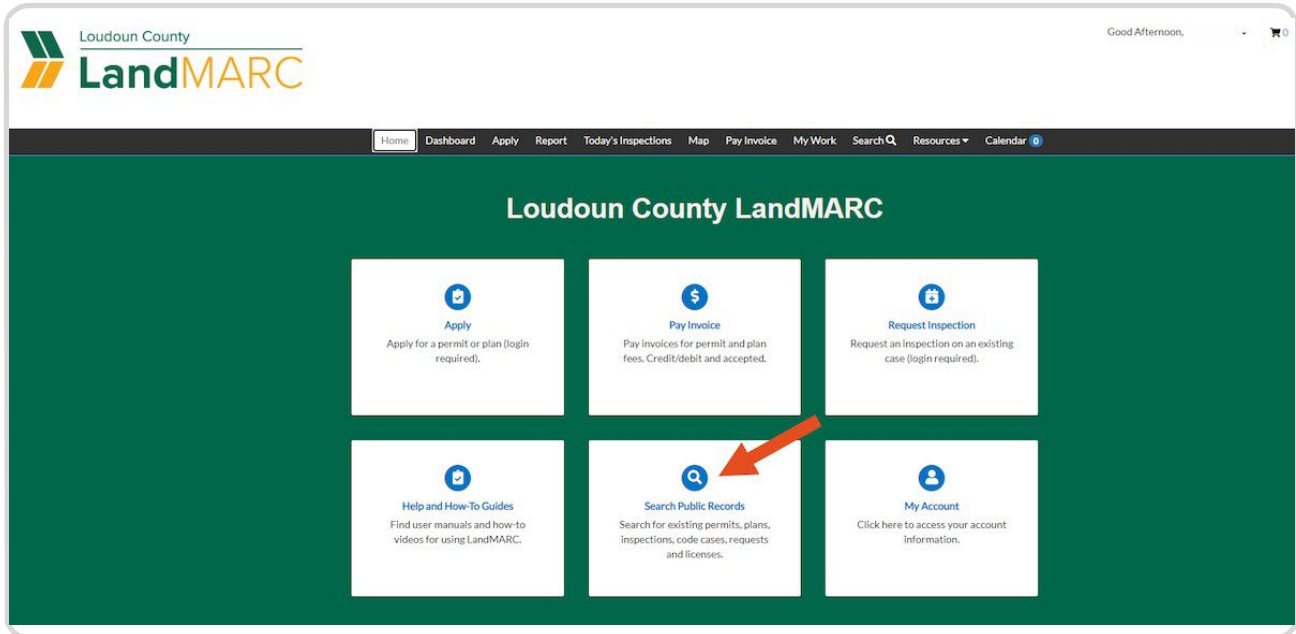 Loudoun County
LandMARC
Good Afternoon,
0
Home Dashboard Apply Report Today's Inspections Map Pay Invoice My Work Search Resources Calendar 0
Loudoun County LandMARC
Apply
Apply for a permit or plan (login
required).
Pay Invoice
Pay invoices for permit and plan
fees. Credit/debit and accepted.
Request Inspection
Request an inspection on an existing
case (login required).
Help and How-To Guides
Find user manuals and how-to
videos for using LandMARC.
Search Public Records
Search for existing permits, plans,
inspections, code cases, requests
and licenses.
My Account
Click here to access your account
information.